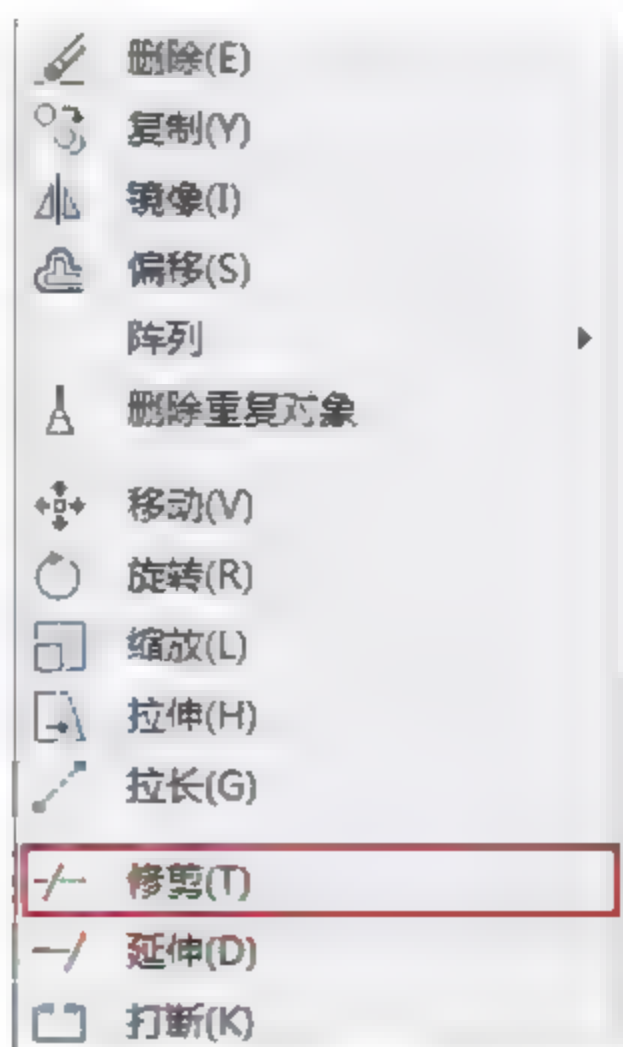 删除(E)
复制(Y)
镜像(I)
偏移(S)
阵列
删除重复对象
移动(V)
旋转(R)
缩放(L)
拉伸(H)
拉长(G)
修剪(T)
延伸(D)
打断(K)